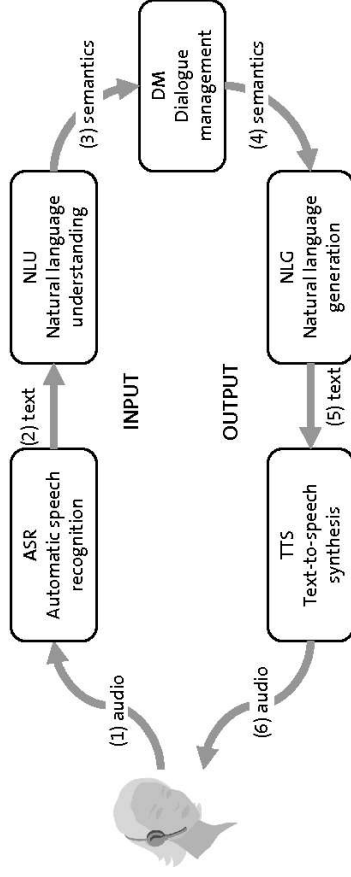 (1) audio
ASR
Automatic speech
recognition
(2) text
NLU
Natural language
understanding
(3) semantics
DM
Dialogue
management
(4) semantics
NLG
Natural language
generation
(5) text
TTS
Text-to-speech
synthesis
(6) audio
INPUT
OUTPUT